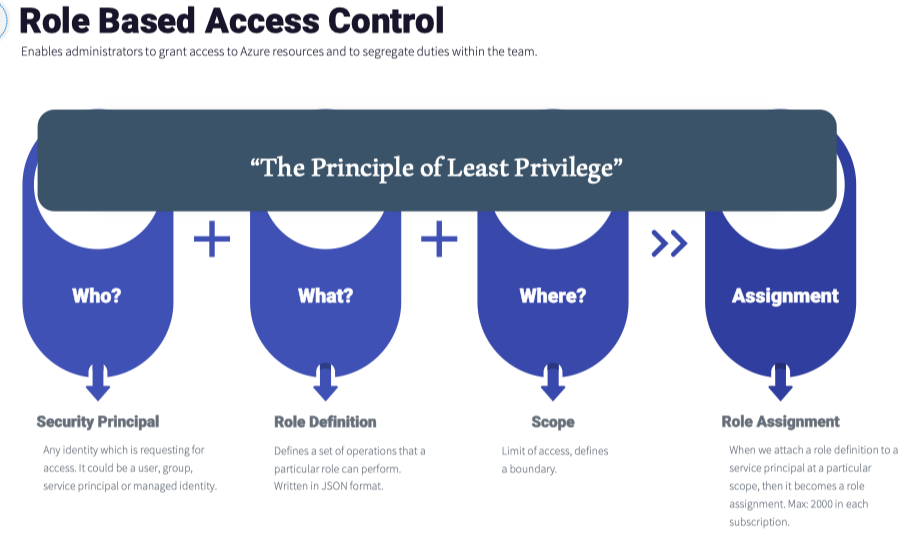 Role Based Access Control
Enables administrators to grant access to Azure resources and to segregate duties within the team.
“The Principle of Least Privilege”
Who?
What?
Where?
Assignment
Security Principal
Any identity which is requesting for
access. It could be a user, group,
service principal or managed identity.
Role Definition
Defines a set of operations that a
particular role can perform.
Written in JSON format.
Scope
Limit of access, defines
a boundary.
Role Assignment
When we attach a role definition to a
service principal at a particular
scope, then it becomes a role
assignment. Max: 2000 in each
subscription.